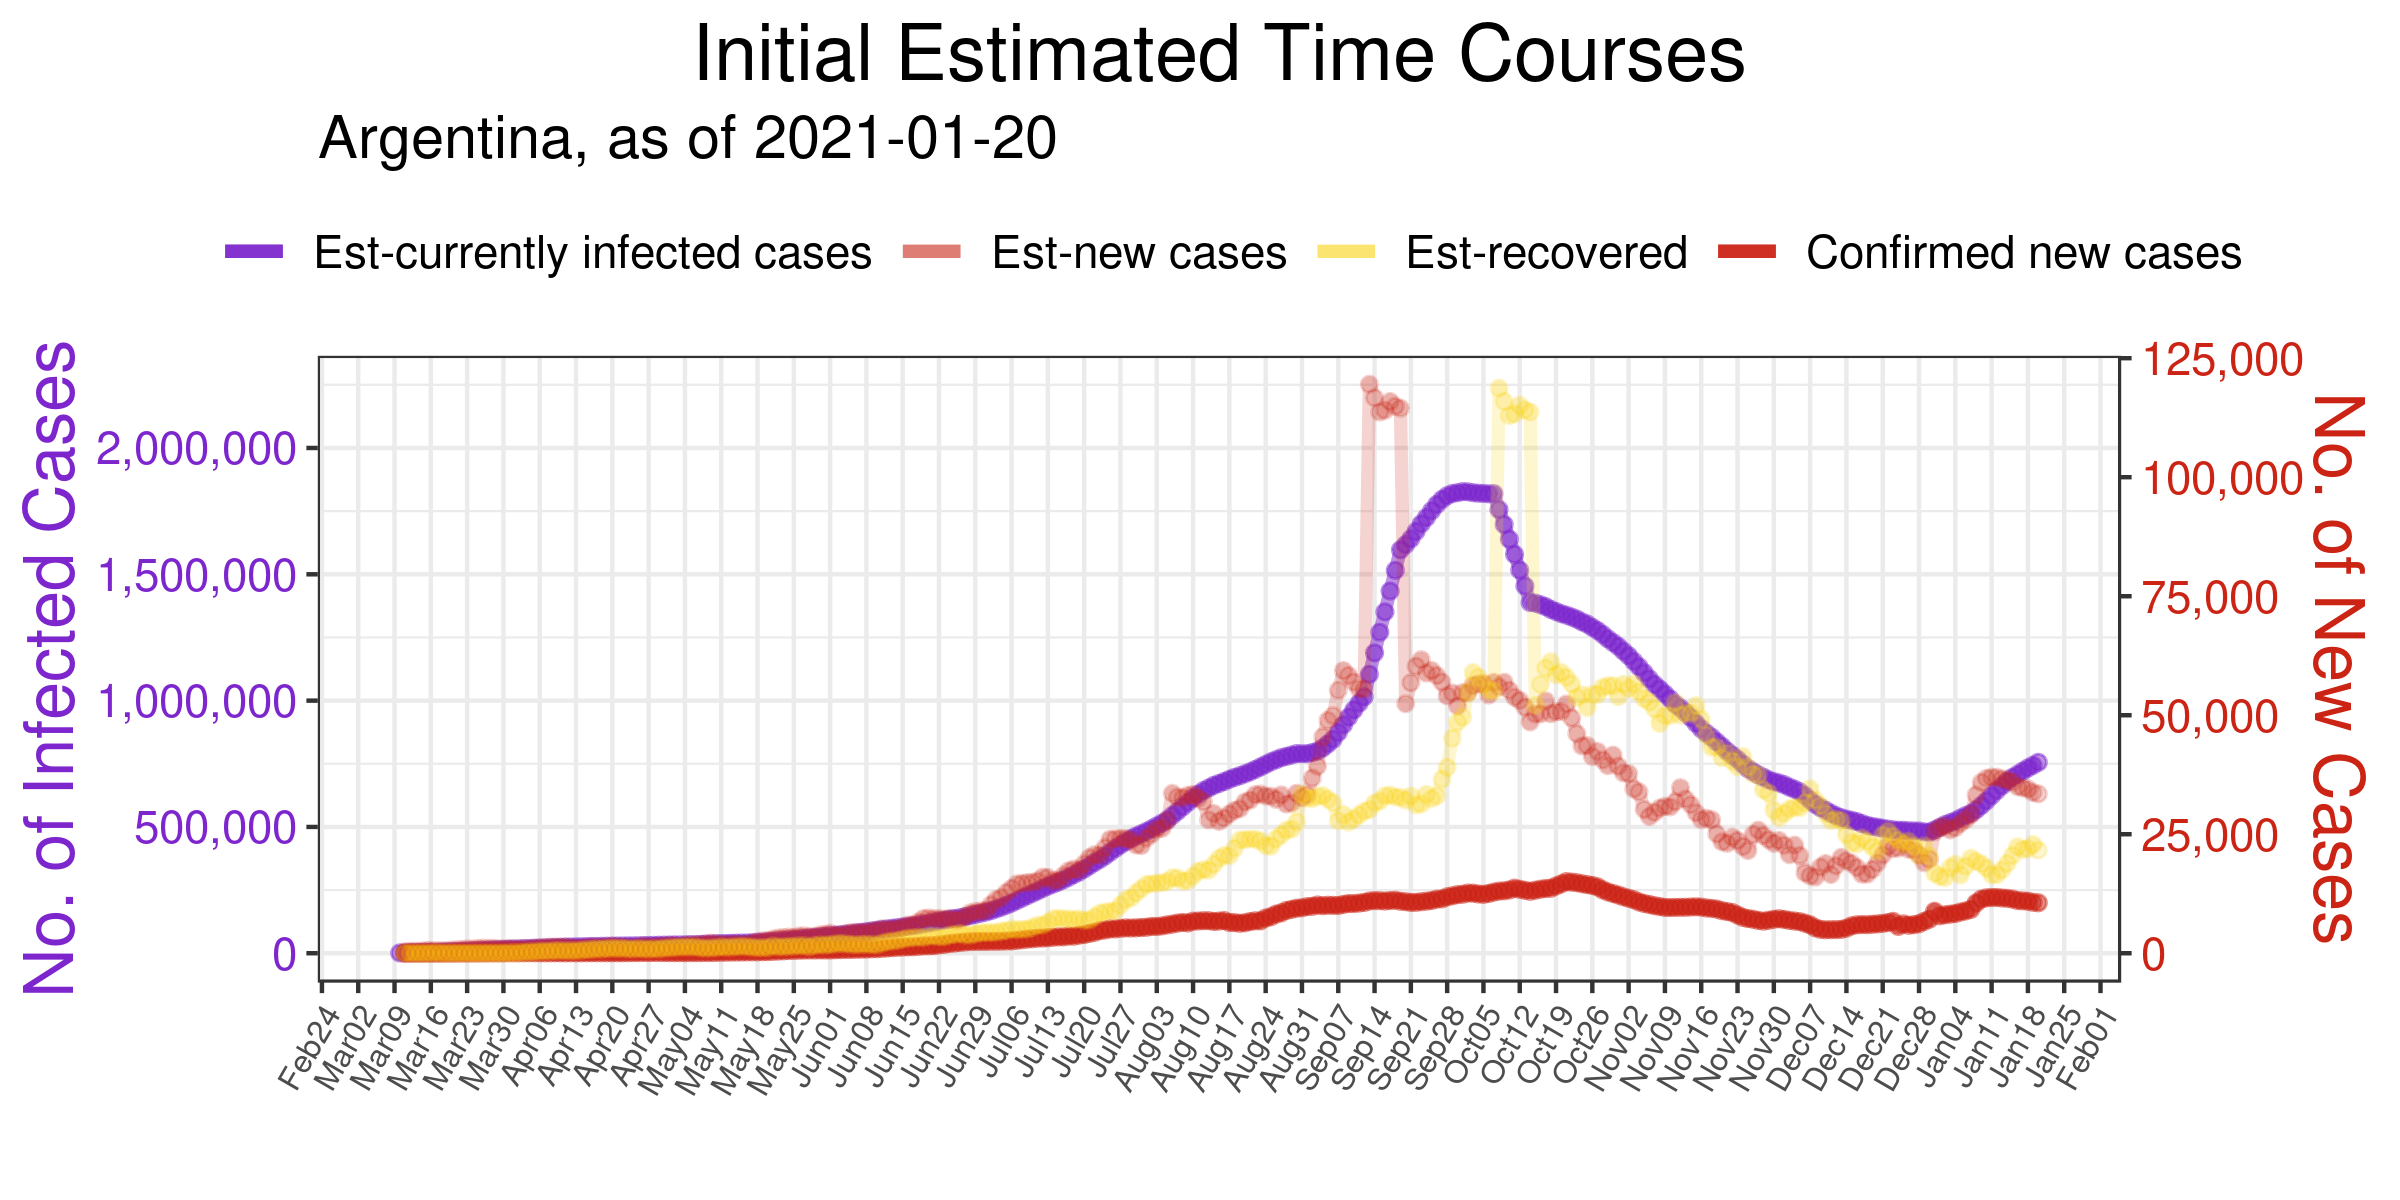 Initial Estimated Time Courses
Argentina, as of 2021-01-20
Est-currently infected cases Est-new cases Est-recovered Confirmed new cases
No. of Infected Cases
2,000,000
1,500,000
1,000,000
500,000
0
125,000
100,000
75,000
50,000
25,000
0
No. of New Cases
Feb24 Mar02 Mar09 Mar16 Mar23 Mar30 Apr06 Apr13 Apr20 Apr27 May04 May11 May18 May25 Jun01 Jun08 Jun15 Jun22 Jun29 Jul06 Jul13 Jul20 Jul27 Aug03 Aug10 Aug17 Aug24 Aug31 Sep07 Sep14 Sep21 Sep28 Oct05 Oct12 Oct19 Oct26 Nov02 Nov09 Nov16 Nov23 Nov30 Dec07 Dec14 Dec21 Dec28 Jan04 Jan11 Jan18 Jan25 Feb01